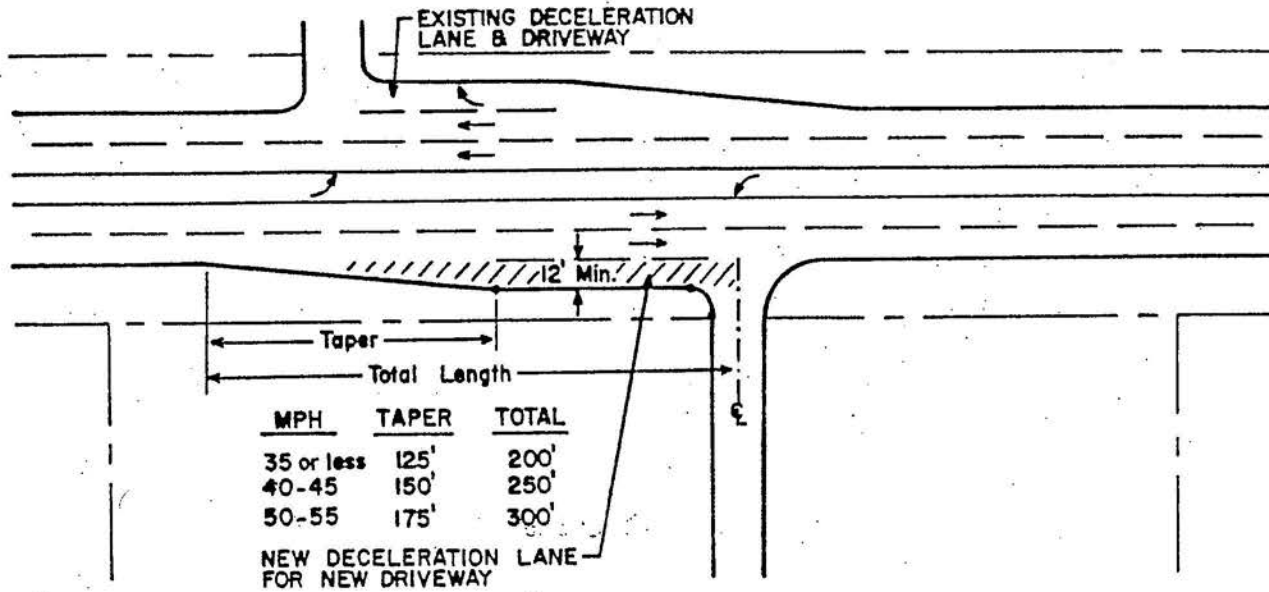 EXISTING DECELERATION
LANE & DRIVEWAY
12' Min.
Taper
Total Length
℄
MPH TAPER TOTAL
35 or less 125' 200'
40-45 150' 250'
50-55 175' 300'
NEW DECELERATION LANE
FOR NEW DRIVEWAY